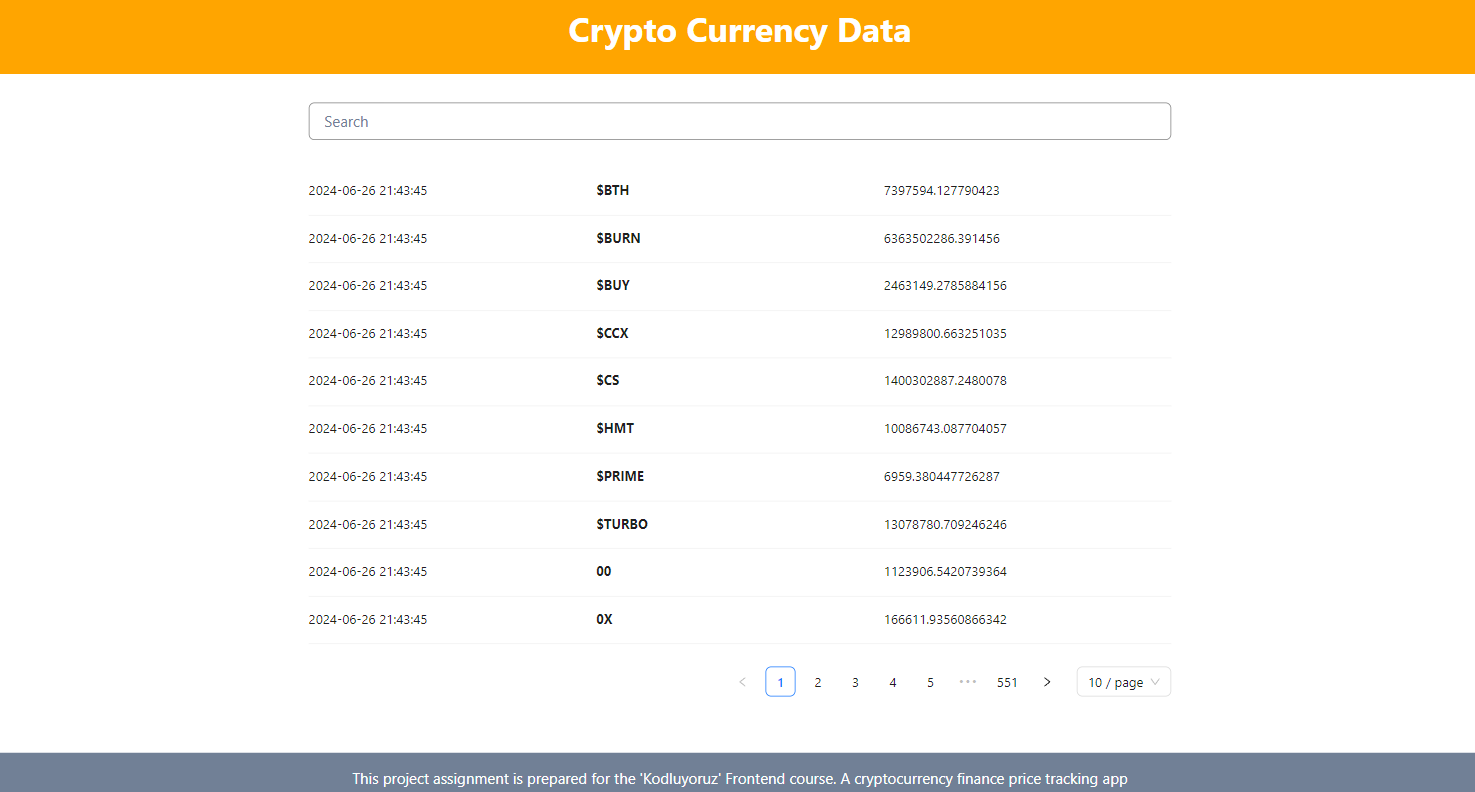 Crypto Currency Data
Search
2024-06-26 21:43:45 $BTH 7397594.127790423
2024-06-26 21:43:45 $BURN 6363502286.391456
2024-06-26 21:43:45 $BUY 2463149.2785884156
2024-06-26 21:43:45 $CCX 12989800.663251035
2024-06-26 21:43:45 $CS 1400302887.2480078
2024-06-26 21:43:45 $HMT 10086743.087704057
2024-06-26 21:43:45 $PRIME 6959.380447726287
2024-06-26 21:43:45 $TURBO 13078780.709246246
2024-06-26 21:43:45 00 1123906.5420739364
2024-06-26 21:43:45 0X 166611.93560866342
< 1 2 3 4 5 ••• 551 > 10 / page
This project assignment is prepared for the 'Kodluyoruz' Frontend course. A cryptocurrency finance price tracking app